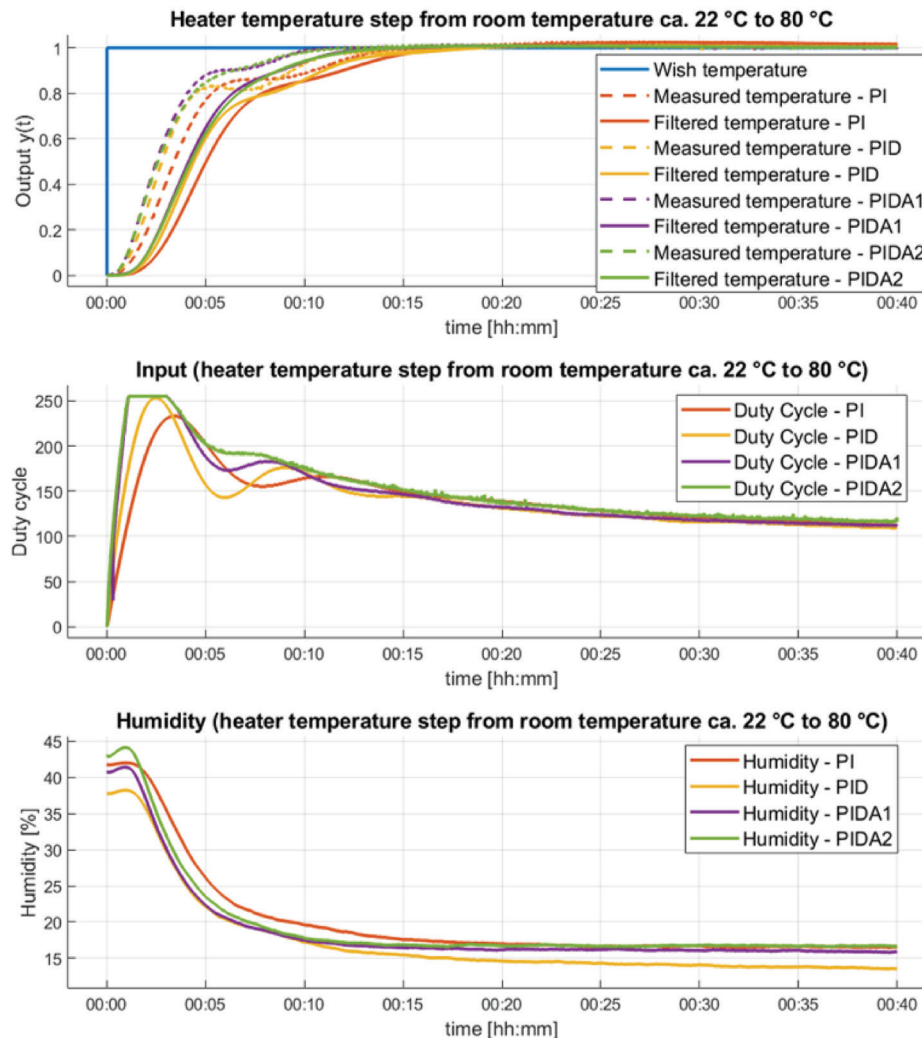 Heater temperature step from room temperature ca. 22 °C to 80 °C
1
0.8
0.6
0.4
0.2
0
Output y(t)
Wish temperature
Measured temperature - PI
Filtered temperature - PI
Measured temperature - PID
Filtered temperature - PID
Measured temperature - PIDA1
Filtered temperature - PIDA1
Measured temperature - PIDA2
Filtered temperature - PIDA2
00:00 00:05 00:10 00:15 00:20 00:25 00:30 00:35 00:40
time [hh:mm]
Input (heater temperature step from room temperature ca. 22 °C to 80 °C)
250
200
150
100
50
0
Duty cycle
Duty Cycle - PI
Duty Cycle - PID
Duty Cycle - PIDA1
Duty Cycle - PIDA2
00:00 00:05 00:10 00:15 00:20 00:25 00:30 00:35 00:40
time [hh:mm]
Humidity (heater temperature step from room temperature ca. 22 °C to 80 °C)
45
40
35
30
25
20
15
Humidity [%]
Humidity - PI
Humidity - PID
Humidity - PIDA1
Humidity - PIDA2
00:00 00:05 00:10 00:15 00:20 00:25 00:30 00:35 00:40
time [hh:mm]